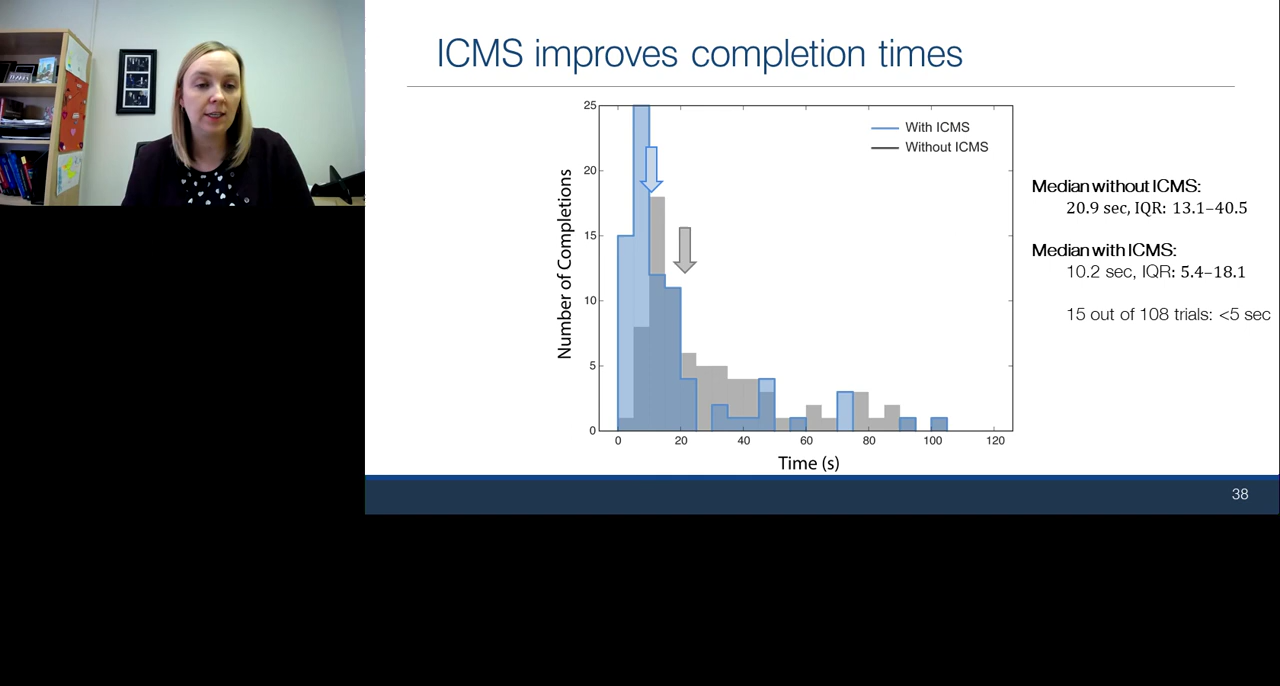 ICMS improves completion times
25
20
15
10
5
0
Number of Completions
With ICMS
Without ICMS
0 20 40 60 80 100 120
Time (s)
Median without ICMS:
20.9 sec, IQR: 13.1–40.5
Median with ICMS:
10.2 sec, IQR: 5.4–18.1
15 out of 108 trials: <5 sec
38